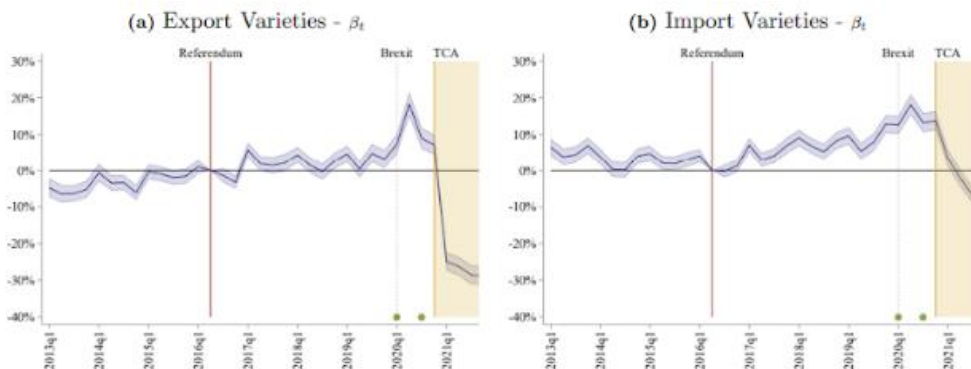 (a) Export Varieties - βt
Referendum
Brexit
TCA
30%
20%
10%
0%
-10%
-20%
-30%
-40%
2013q1
2014q1
2015q1
2016q1
2017q1
2018q1
2019q1
2020q1
2021q1
(b) Import Varieties - βt
Referendum
Brexit
TCA
30%
20%
10%
0%
-10%
-20%
-30%
-40%
2013q1
2014q1
2015q1
2016q1
2017q1
2018q1
2019q1
2020q1
2021q1